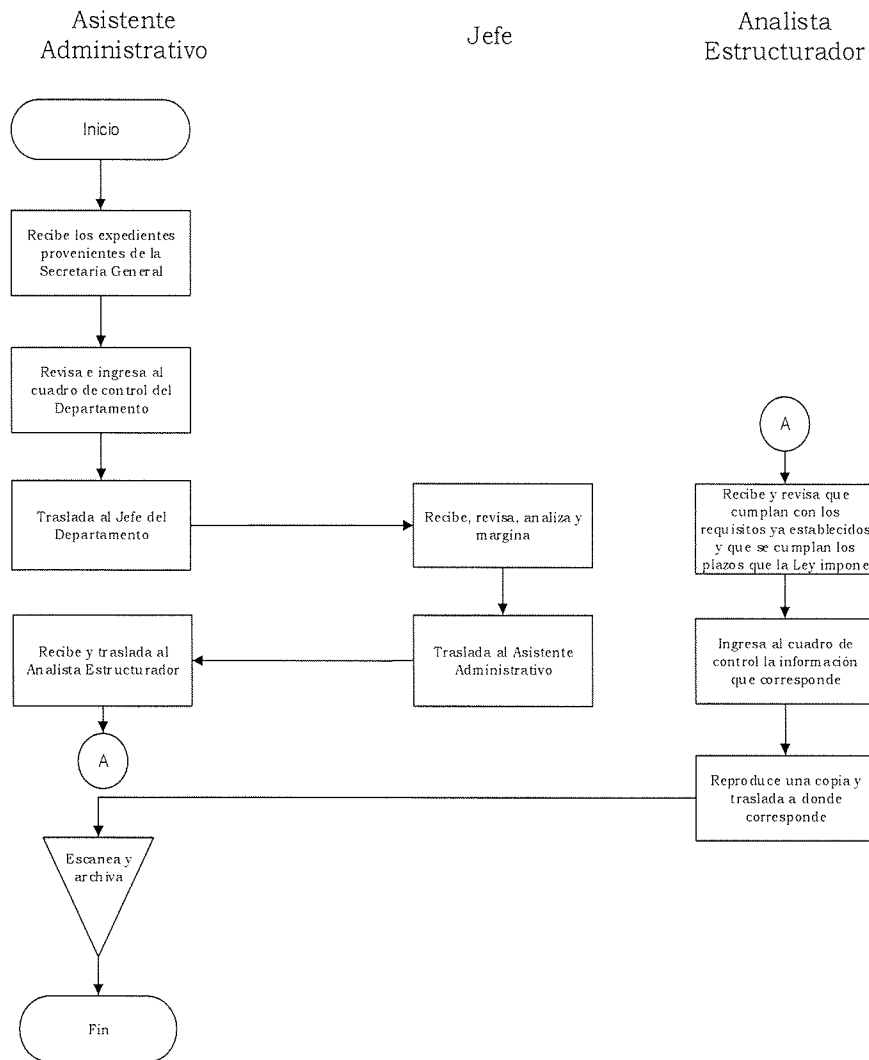 Asistente
Administrativo
Jefe
Analista
Estructurador
Inicio
Recibe los expedientes
provenientes de la
Secretaría General
Revisa e ingresa al
cuadro de control del
Departamento
Traslada al Jefe del
Departamento
Recibe, revisa, analiza y
margina
Traslada al Asistente
Administrativo
Recibe y traslada al
Analista Estructurador
A
A
Recibe y revisa que
cumplan con los
requisitos ya establecidos
y que se cumplan los
plazos que la Ley impone
Ingresa al cuadro de
control la información
que corresponde
Reproduce una copia y
traslada a donde
corresponde
Escanea y
archiva
Fin